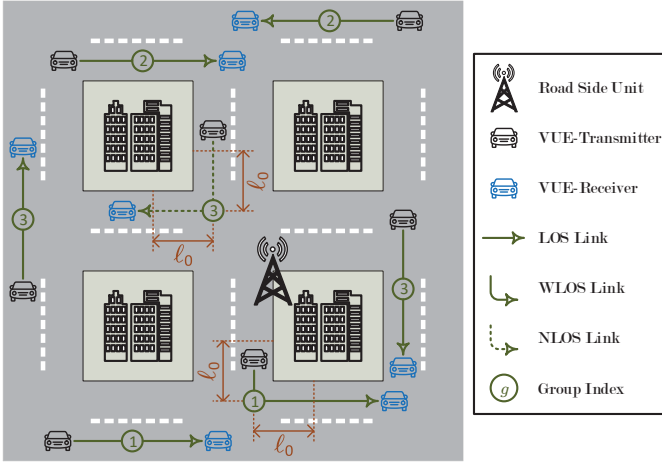 2
2
3
ℓ0
3
3
ℓ0
3
ℓ0
1
ℓ0
1
Road Side Unit
VUE-Transmitter
VUE-Receiver
LOS Link
WLOS Link
NLOS Link
g
Group Index